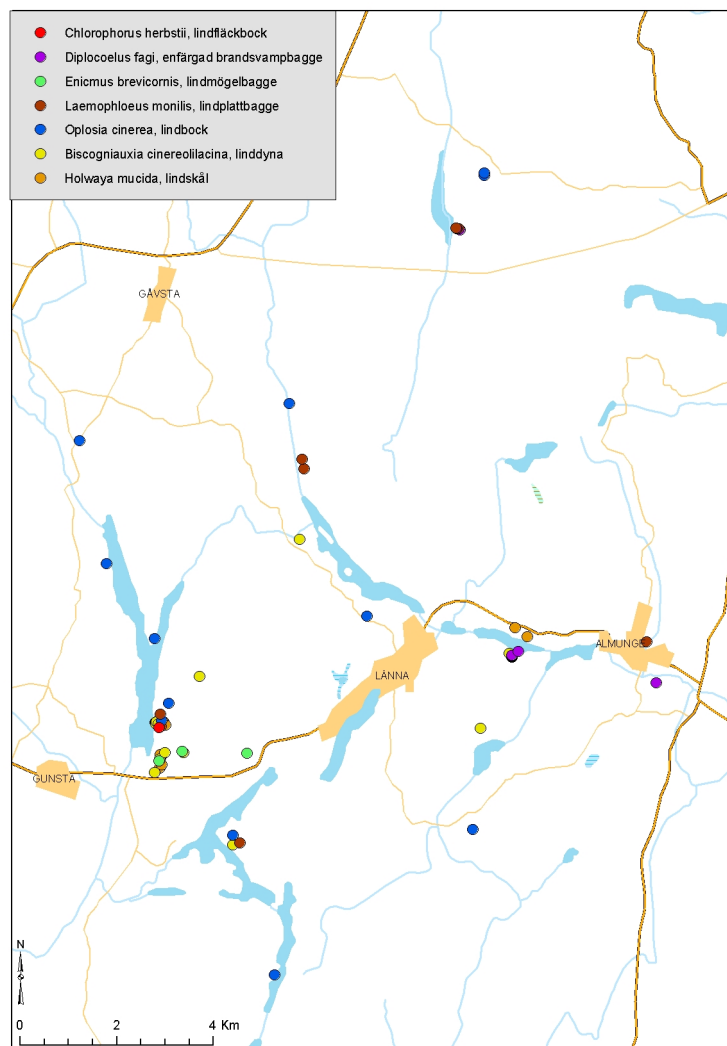 Chlorophorus herbstii, lindfläckbock
Diplocoelus fagi, enfärgad brandsvampbagge
Enicmus brevicornis, lindmögelbagge
Laemophloeus monilis, lindplattbagge
Oplosia cinerea, lindbock
Biscogniauxia cinereolilacina, linddyna
Holwaya mucida, lindskål
GÅVSTA
ALMUNGE
LÄNNA
GUNSTA
N
0 2 4 Km